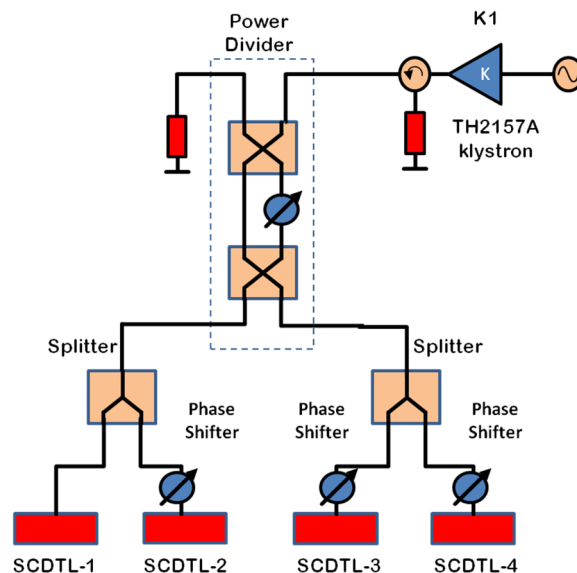 K1
Power
Divider
K
TH2157A
klystron
Splitter
Splitter
Phase
Shifter
Phase
Shifter
Phase
Shifter
SCDTL-1
SCDTL-2
SCDTL-3
SCDTL-4